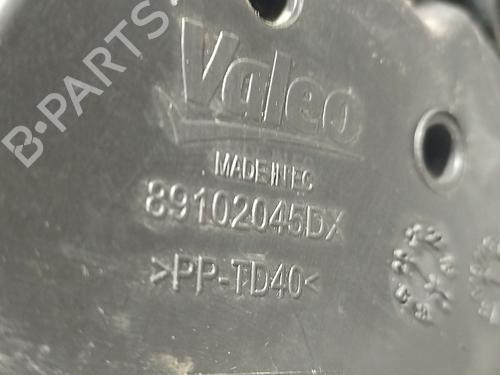 B-PARTS
Valeo
MADE IN EC
89102045DX
>PP-TD40<